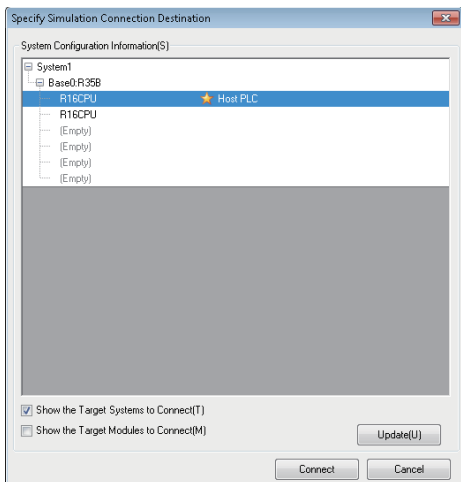 Specify Simulation Connection Destination
System Configuration Information(S)
System1
Base0:R35B
R16CPU Host PLC
R16CPU
(Empty)
(Empty)
(Empty)
(Empty)
Show the Target Systems to Connect(T)
Show the Target Modules to Connect(M)
Update(U)
Connect Cancel